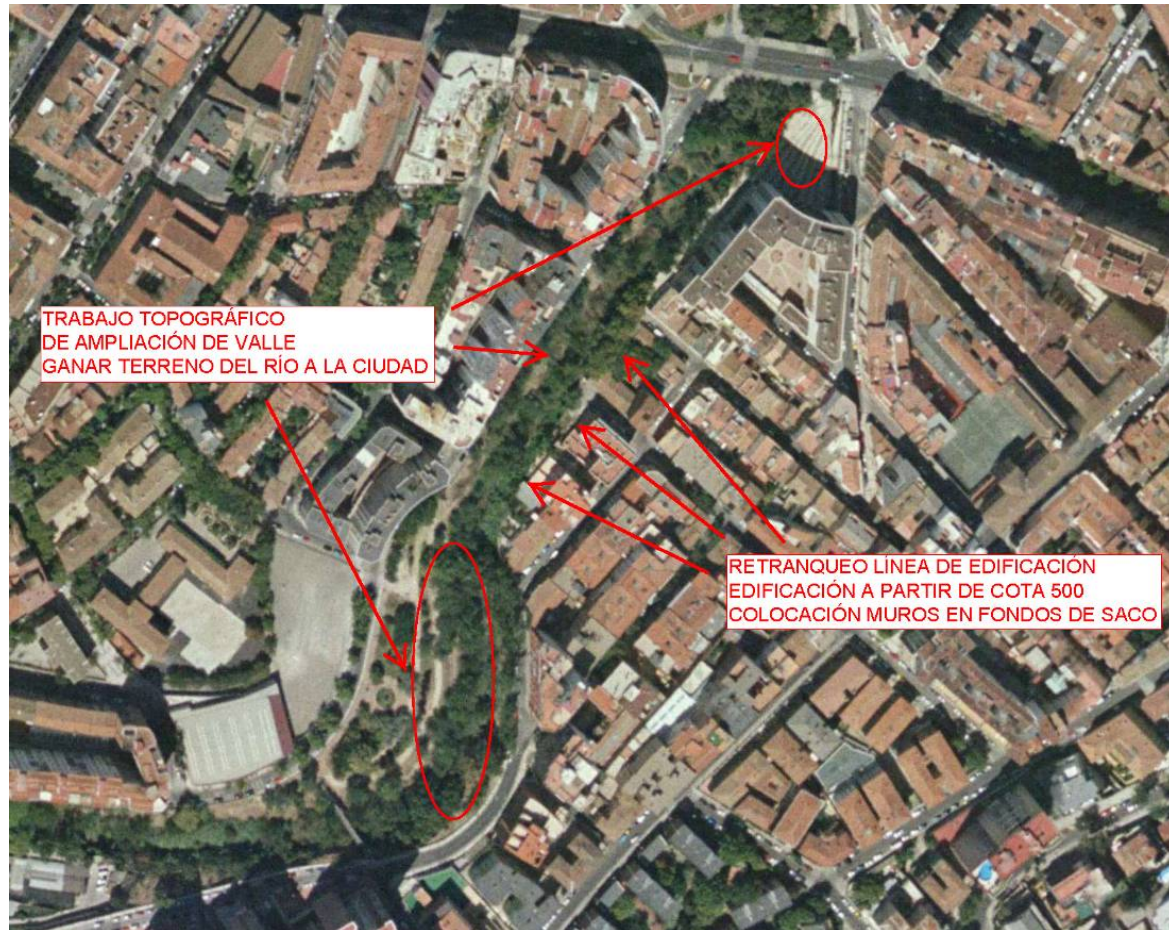 TRABAJO TOPOGRÁFICO
DE AMPLIACIÓN DE VALLE
GANAR TERRENO DEL RÍO A LA CIUDAD
RETRANQUEO LÍNEA DE EDIFICACIÓN
EDIFICACIÓN A PARTIR DE COTA 500
COLOCACIÓN MUROS EN FONDOS DE SACO